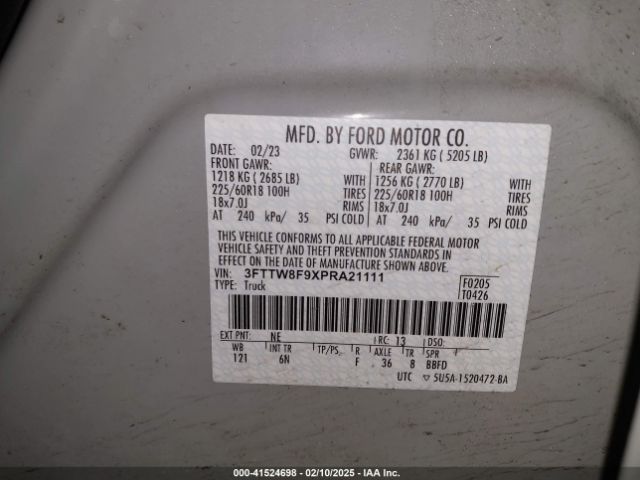 MFD. BY FORD MOTOR CO.
DATE: 02/23 GVWR: 2361 KG ( 5205 LB)
FRONT GAWR: REAR GAWR:
1218 KG ( 2685 LB) WITH 1256 KG ( 2770 LB) WITH
225/60R18 100H TIRES 225/60R18 100H TIRES
18x7.0J RIMS 18x7.0J RIMS
AT 240 kPa/ 35 PSI COLD AT 240 kPa/ 35 PSI COLD
THIS VEHICLE CONFORMS TO ALL APPLICABLE FEDERAL MOTOR
VEHICLE SAFETY AND THEFT PREVENTION STANDARDS IN
EFFECT ON THE DATE OF MANUFACTURE SHOWN ABOVE.
VIN: 3FTTW8F9XPRA21111 F0205
TYPE: Truck T0426
EXT PNT: NE RC: 13 DSO:
WB INT TR TP/PS R AXLE TR SPR
121 6N F 36 8 BBFD
UTC ▽ 5U5A-1520472-BA
000-41524698 - 02/10/2025 - IAA Inc.